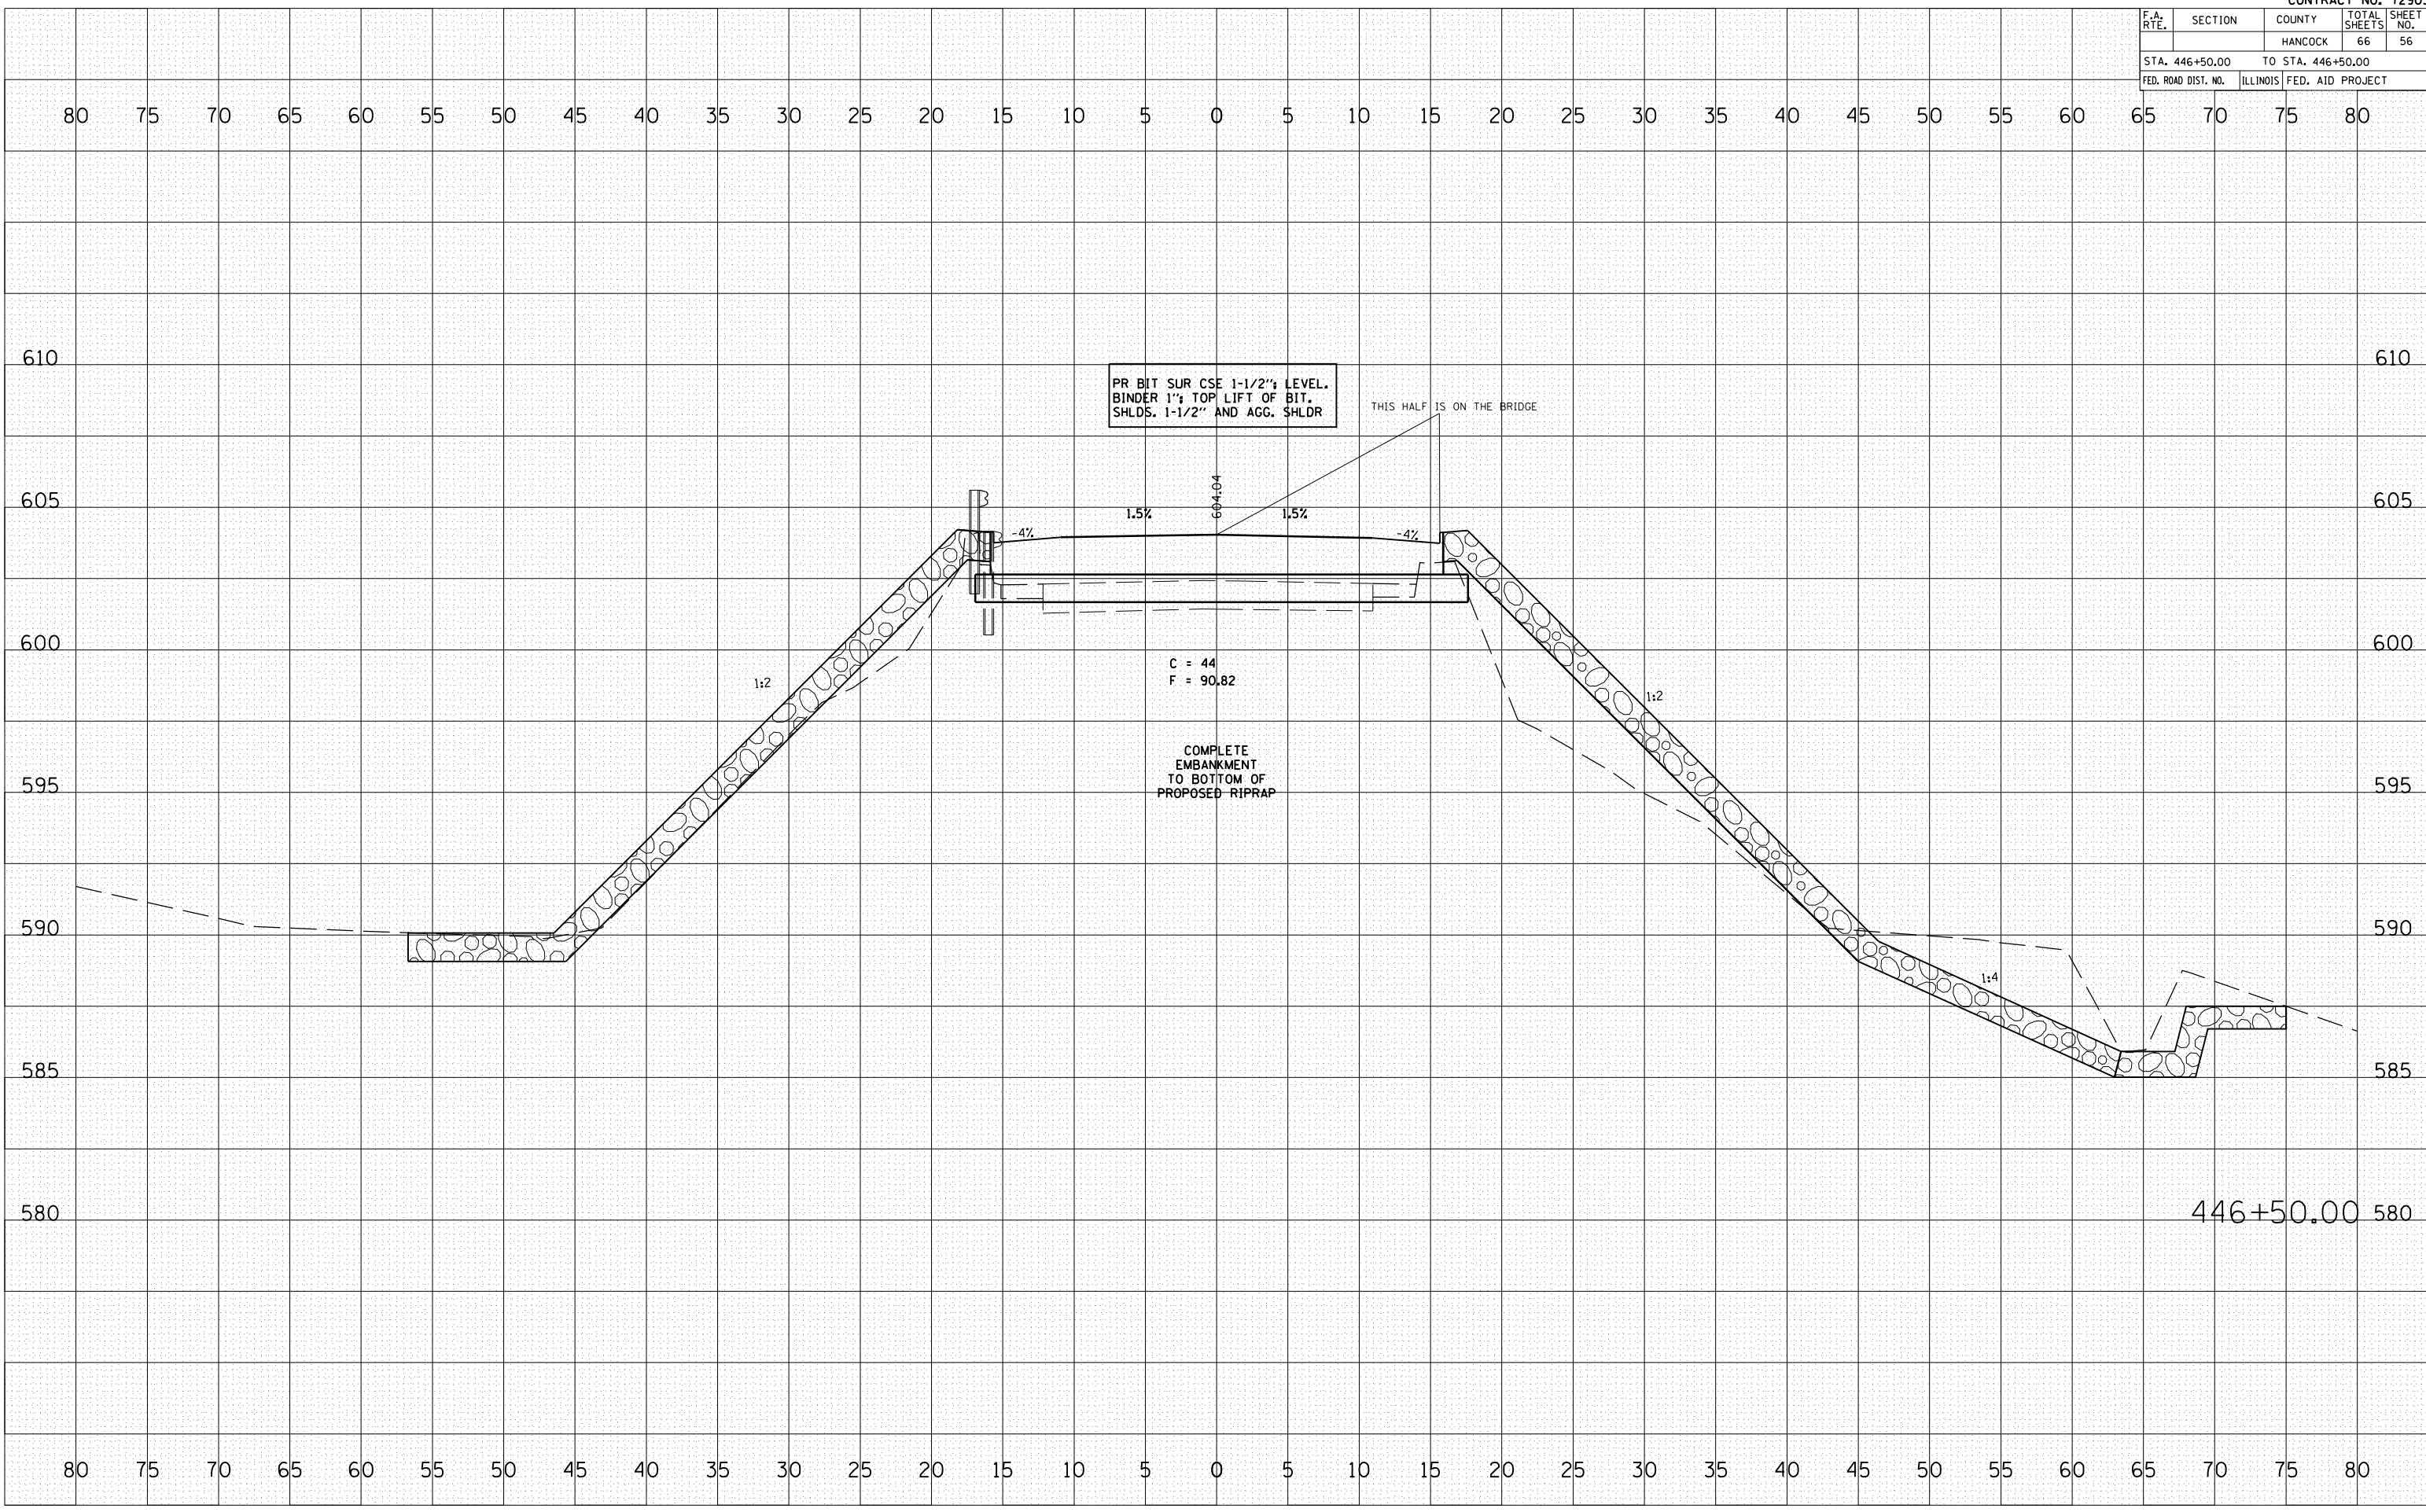 CONTRACT NO.
F.A. RTE. SECTION COUNTY TOTAL SHEETS SHEET NO.
HANCOCK 66 56
STA. 446+50.00 TO STA. 446+50.00
FED. ROAD DIST. NO. ILLINOIS FED. AID PROJECT
80 75 70 65 60 55 50 45 40 35 30 25 20 15 10 5 0 5 10 15 20 25 30 35 40 45 50 55 60 65 70 75 80
610 610
PR BIT SUR CSE 1-1/2"; LEVEL.
BINDER 1"; TOP LIFT OF BIT.
SHLDS. 1-1/2" AND AGG. SHLDR
THIS HALF IS ON THE BRIDGE
605 605
604.04
1.5% 1.5%
-4% -4%
600 600
C = 44
F = 90.82
1:2 1:2
COMPLETE
EMBANKMENT
TO BOTTOM OF
PROPOSED RIPRAP
595 595
590 590
1:4
585 585
580 446+50.00 580
80 75 70 65 60 55 50 45 40 35 30 25 20 15 10 5 0 5 10 15 20 25 30 35 40 45 50 55 60 65 70 75 80